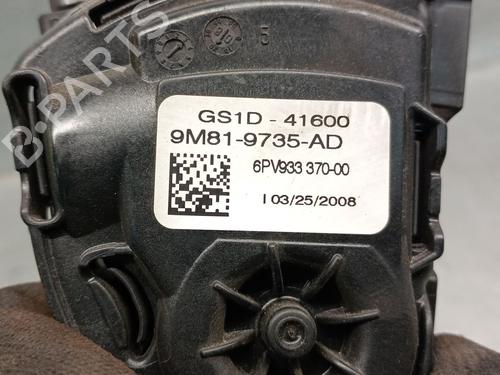 B-PARTS
5
GS1D - 41600
9M81-9735-AD
6PV933 370-00
I 03/25/2008